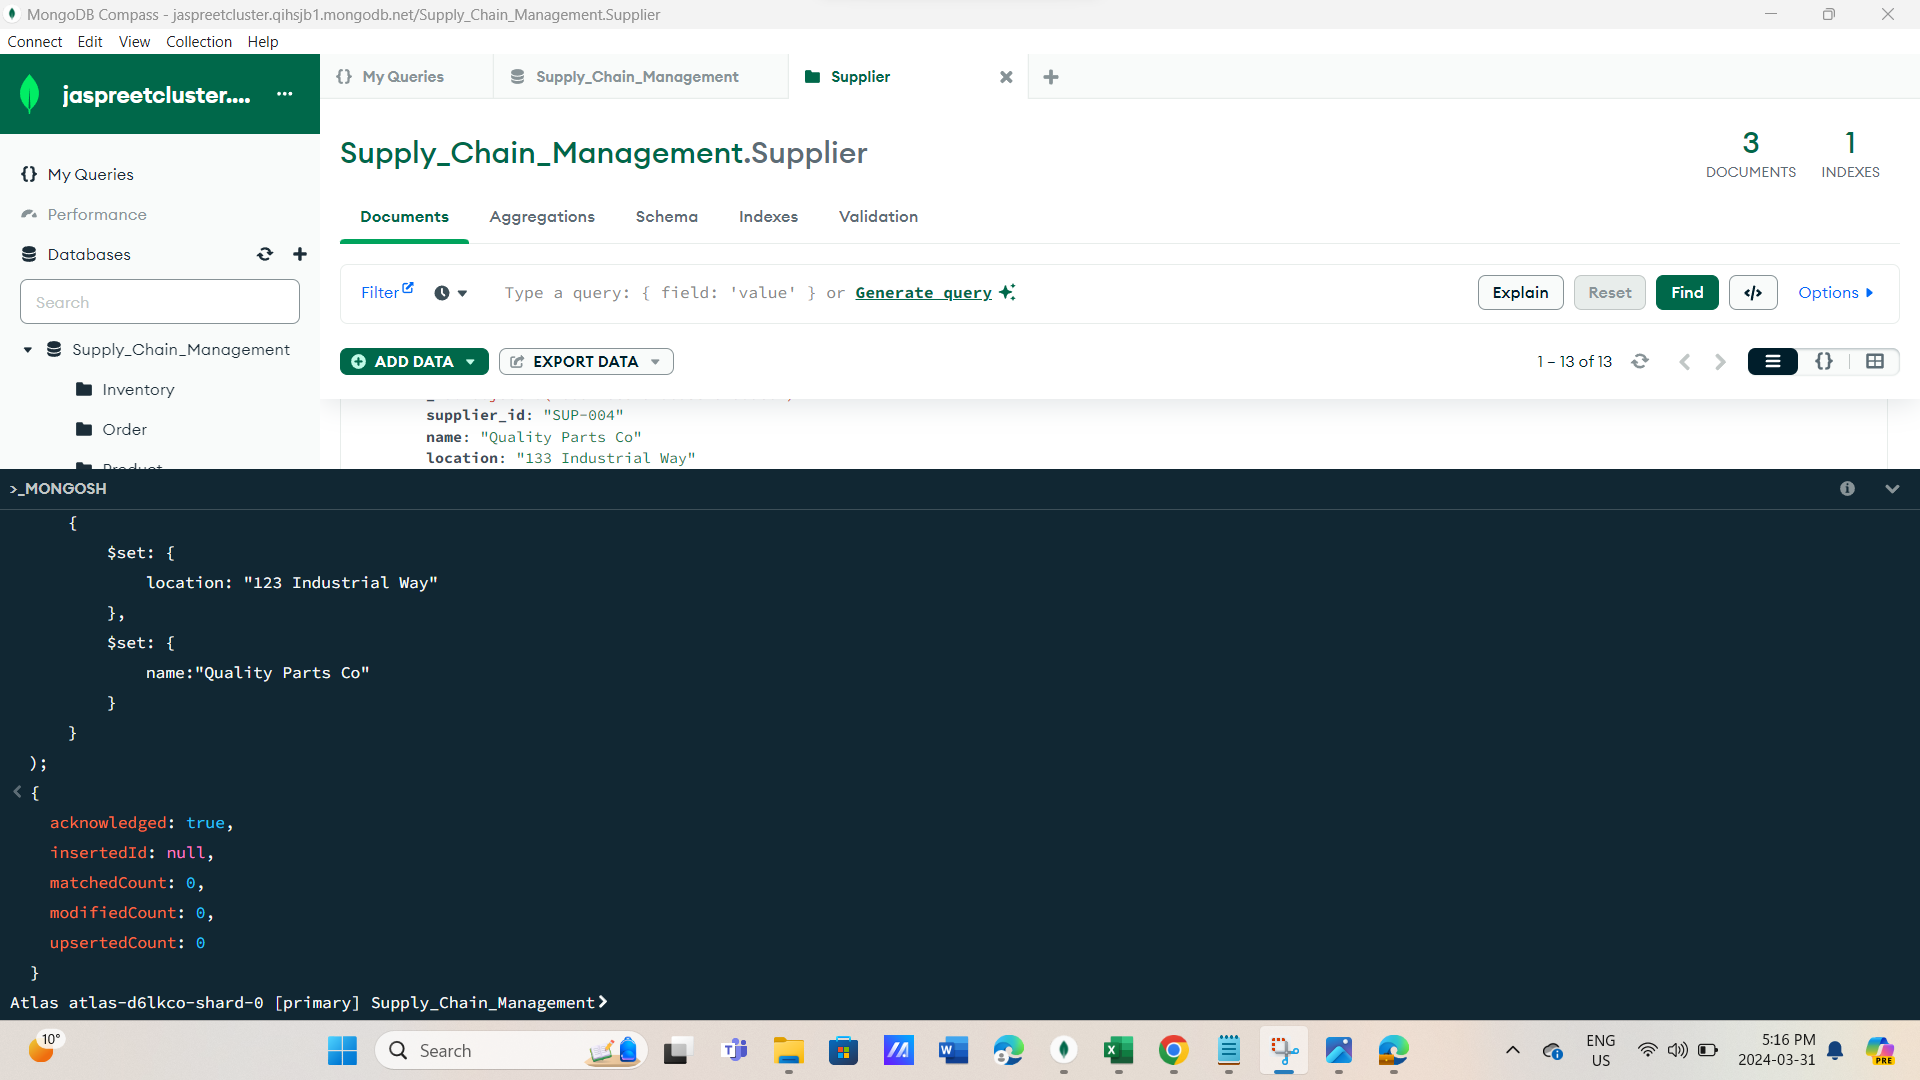 MongoDB Compass - jaspreetcluster.qihsjb1.mongodb.net/Supply_Chain_Management.Supplier
Connect Edit View Collection Help
jaspreetcluster.... ···
{} My Queries
Supply_Chain_Management
Supplier
Supply_Chain_Management.Supplier
3
DOCUMENTS
1
INDEXES
{} My Queries
Performance
Databases
Search
Supply_Chain_Management
Inventory
Order
Product
Documents Aggregations Schema Indexes Validation
Filter
Type a query: { field: 'value' } or Generate query
Explain Reset Find </> Options
ADD DATA EXPORT DATA
1 – 13 of 13
{}
supplier_id: "SUP-004"
name: "Quality Parts Co"
location: "133 Industrial Way"
>_MONGOSH
{
$set: {
location: "123 Industrial Way"
},
$set: {
name:"Quality Parts Co"
}
}
);
< {
acknowledged: true,
insertedId: null,
matchedCount: 0,
modifiedCount: 0,
upsertedCount: 0
}
Atlas atlas-d6lkco-shard-0 [primary] Supply_Chain_Management>
10°
Search
ENG
US
5:16 PM
2024-03-31
PRE